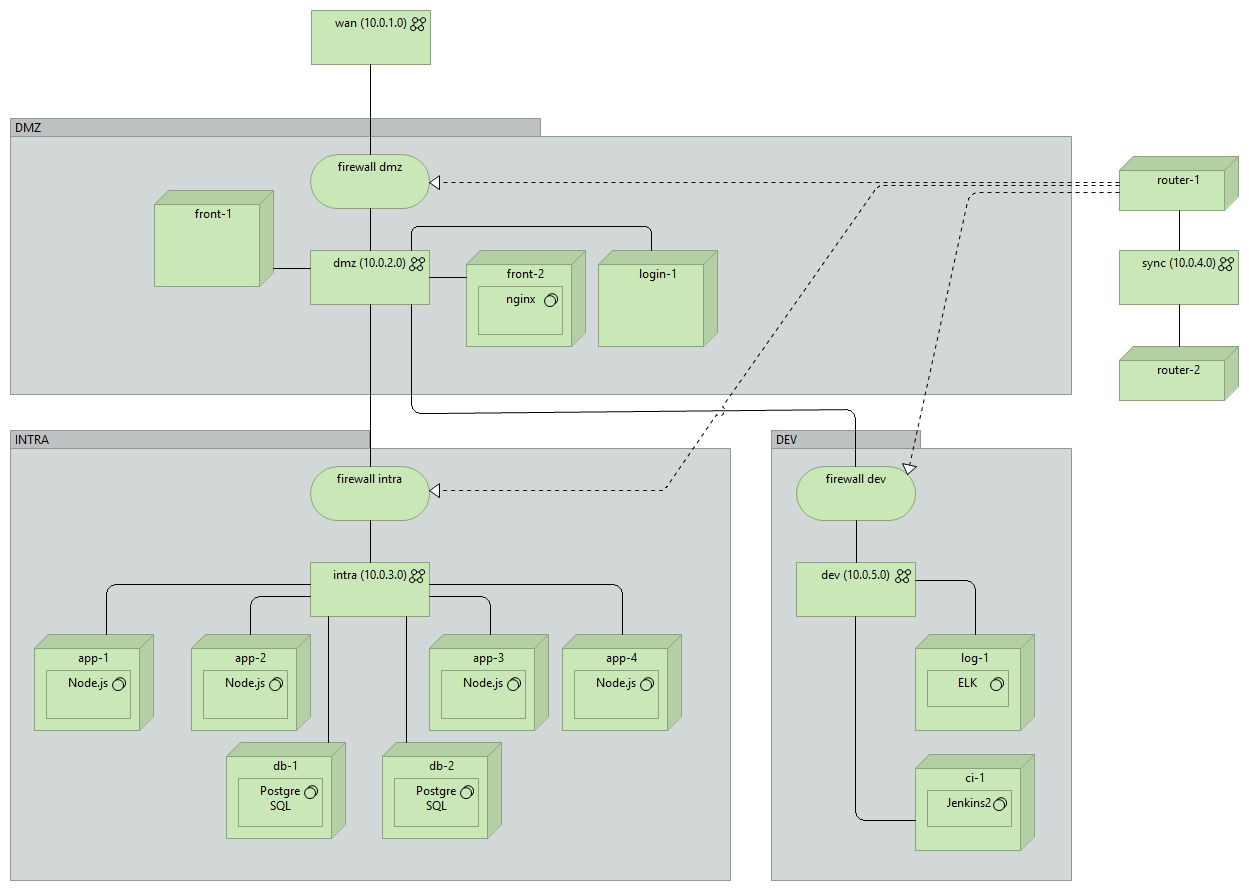 wan (10.0.1.0)
DMZ
firewall dmz
router-1
front-1
dmz (10.0.2.0)
front-2
login-1
sync (10.0.4.0)
nginx
router-2
INTRA
DEV
firewall intra
firewall dev
intra (10.0.3.0)
dev (10.0.5.0)
app-1
app-2
app-3
app-4
log-1
Node.js
Node.js
Node.js
Node.js
ELK
db-1
db-2
ci-1
Postgre
SQL
Postgre
SQL
Jenkins2